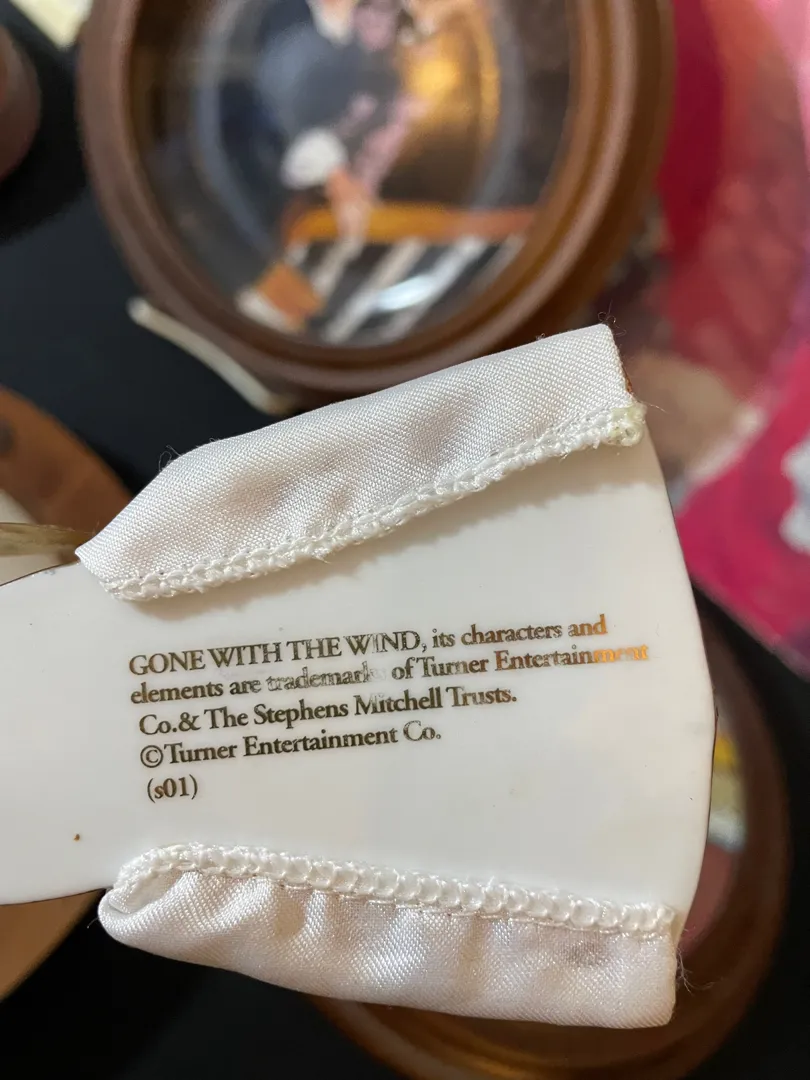 GONE WITH THE WIND, its characters and
elements are trademarks of Turner Entertainment
Co.& The Stephens Mitchell Trusts.
©Turner Entertainment Co.
(s01)